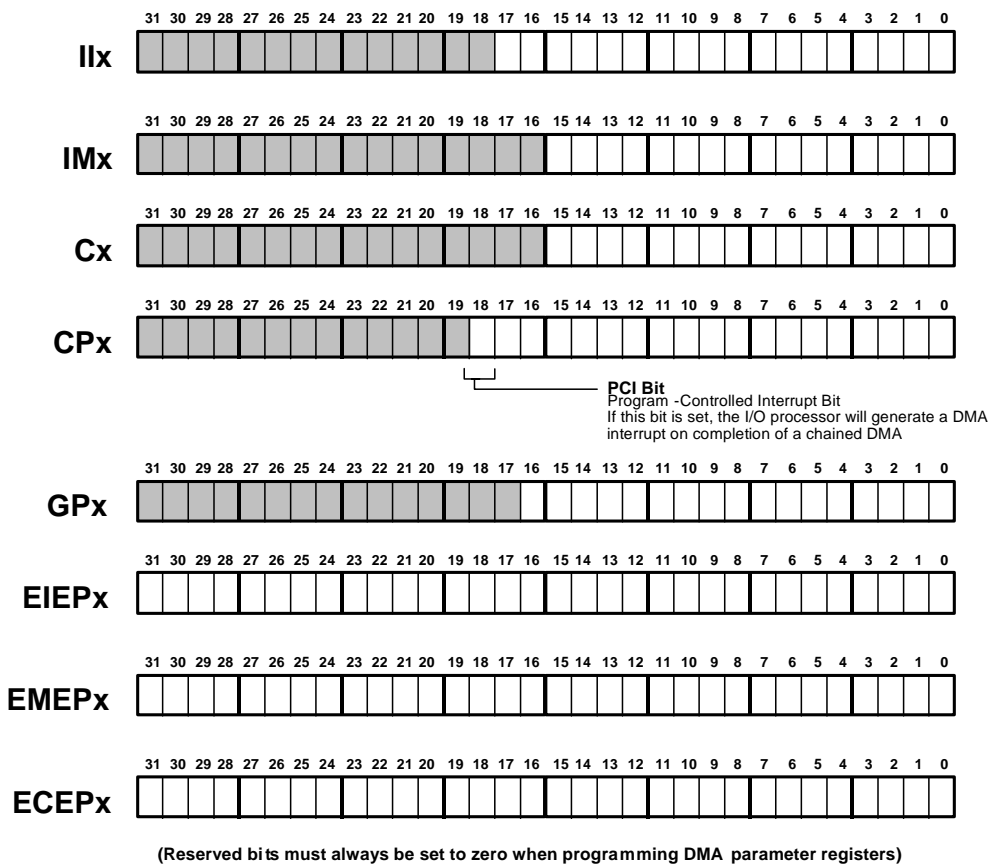 31 30 29 28 27 26 25 24 23 22 21 20 19 18 17 16 15 14 13 12 11 10 9 8 7 6 5 4 3 2 1 0
IIx
31 30 29 28 27 26 25 24 23 22 21 20 19 18 17 16 15 14 13 12 11 10 9 8 7 6 5 4 3 2 1 0
IMx
31 30 29 28 27 26 25 24 23 22 21 20 19 18 17 16 15 14 13 12 11 10 9 8 7 6 5 4 3 2 1 0
Cx
31 30 29 28 27 26 25 24 23 22 21 20 19 18 17 16 15 14 13 12 11 10 9 8 7 6 5 4 3 2 1 0
CPx
PCI Bit
Program -Controlled Interrupt Bit
If this bit is set, the I/O processor will generate a DMA
interrupt on completion of a chained DMA
31 30 29 28 27 26 25 24 23 22 21 20 19 18 17 16 15 14 13 12 11 10 9 8 7 6 5 4 3 2 1 0
GPx
31 30 29 28 27 26 25 24 23 22 21 20 19 18 17 16 15 14 13 12 11 10 9 8 7 6 5 4 3 2 1 0
EIEPx
31 30 29 28 27 26 25 24 23 22 21 20 19 18 17 16 15 14 13 12 11 10 9 8 7 6 5 4 3 2 1 0
EMEPx
31 30 29 28 27 26 25 24 23 22 21 20 19 18 17 16 15 14 13 12 11 10 9 8 7 6 5 4 3 2 1 0
ECEPx
(Reserved bits must always be set to zero when programming DMA parameter registers)